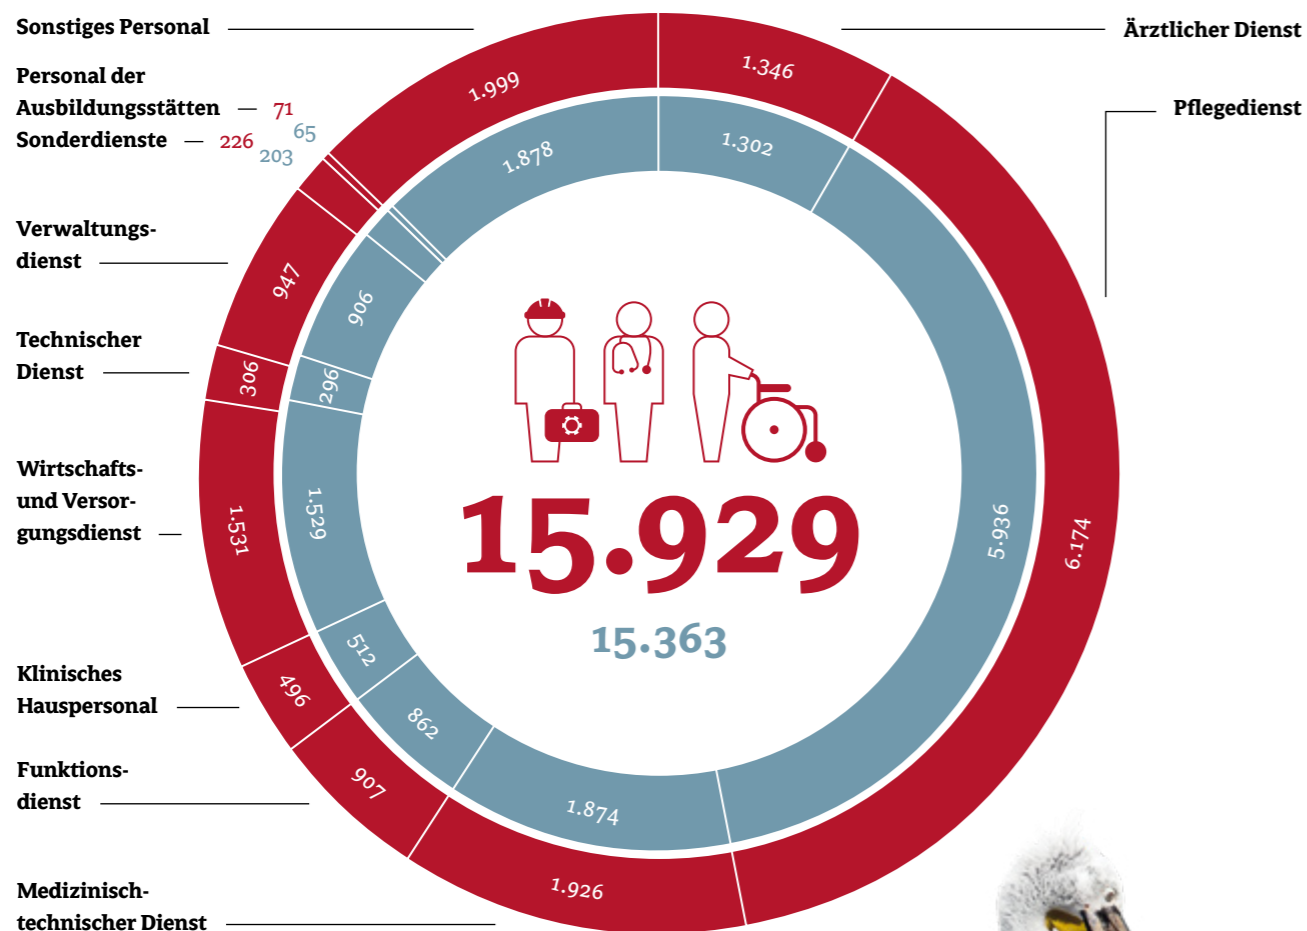 Sonstiges Personal
Personal der
Ausbildungsstätten
71
65
Sonderdienste
226
203
Verwaltungs-
dienst
Technischer
Dienst
Wirtschafts-
und Versor-
gungsdienst
Klinisches
Hauspersonal
Funktions-
dienst
Medizinisch-
technischer Dienst
Ärztlicher Dienst
Pflegedienst
1.999
1.346
6.174
1.926
907
496
1.531
306
947
1.878
1.302
5.936
1.874
862
512
1.529
296
906
15.929
15.363